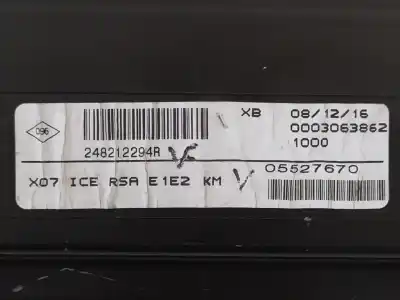 XB 08/12/16
096
0003063862
248212294R
1000
X07 ICE RSA E1E2 KM
05527670